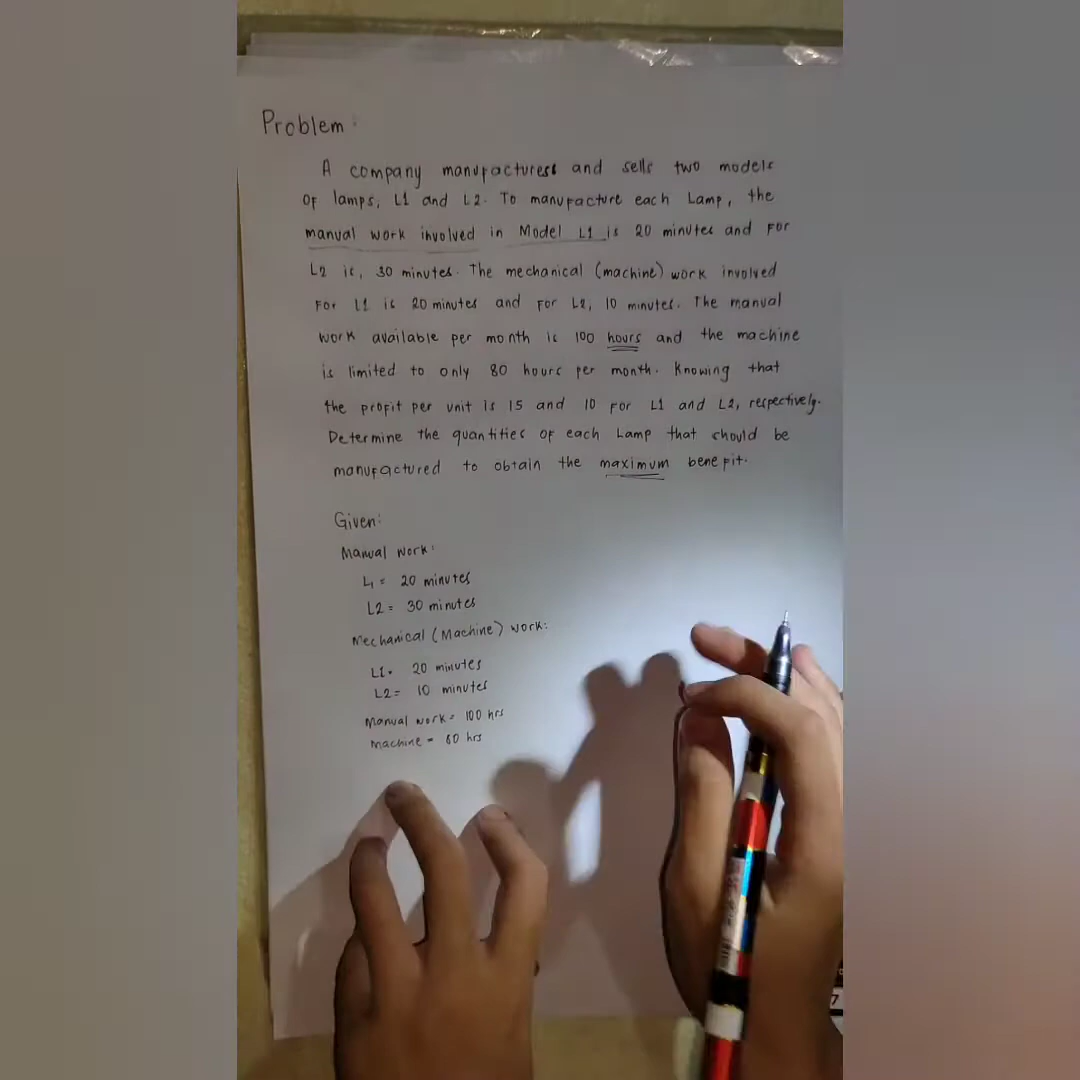 Problem:
A company manufactures and sells two models
of lamps, L1 and L2. To manufacture each Lamp, the
manual work involved in Model L1 is 20 minutes and for
L2 is, 30 minutes. The mechanical (machine) work involved
for L1 is 20 minutes and for L2, 10 minutes. The manual
work available per month is 100 hours and the machine
is limited to only 80 hours per month. Knowing that
the profit per unit is 15 and 10 for L1 and L2, respectively.
Determine the quantities of each Lamp that should be
manufactured to obtain the maximum benefit.
Given:
Manual work:
L1 = 20 minutes
L2 = 30 minutes
Mechanical (Machine) work:
L1 = 20 minutes
L2 = 10 minutes
Manual work = 100 hrs
machine = 80 hrs
7